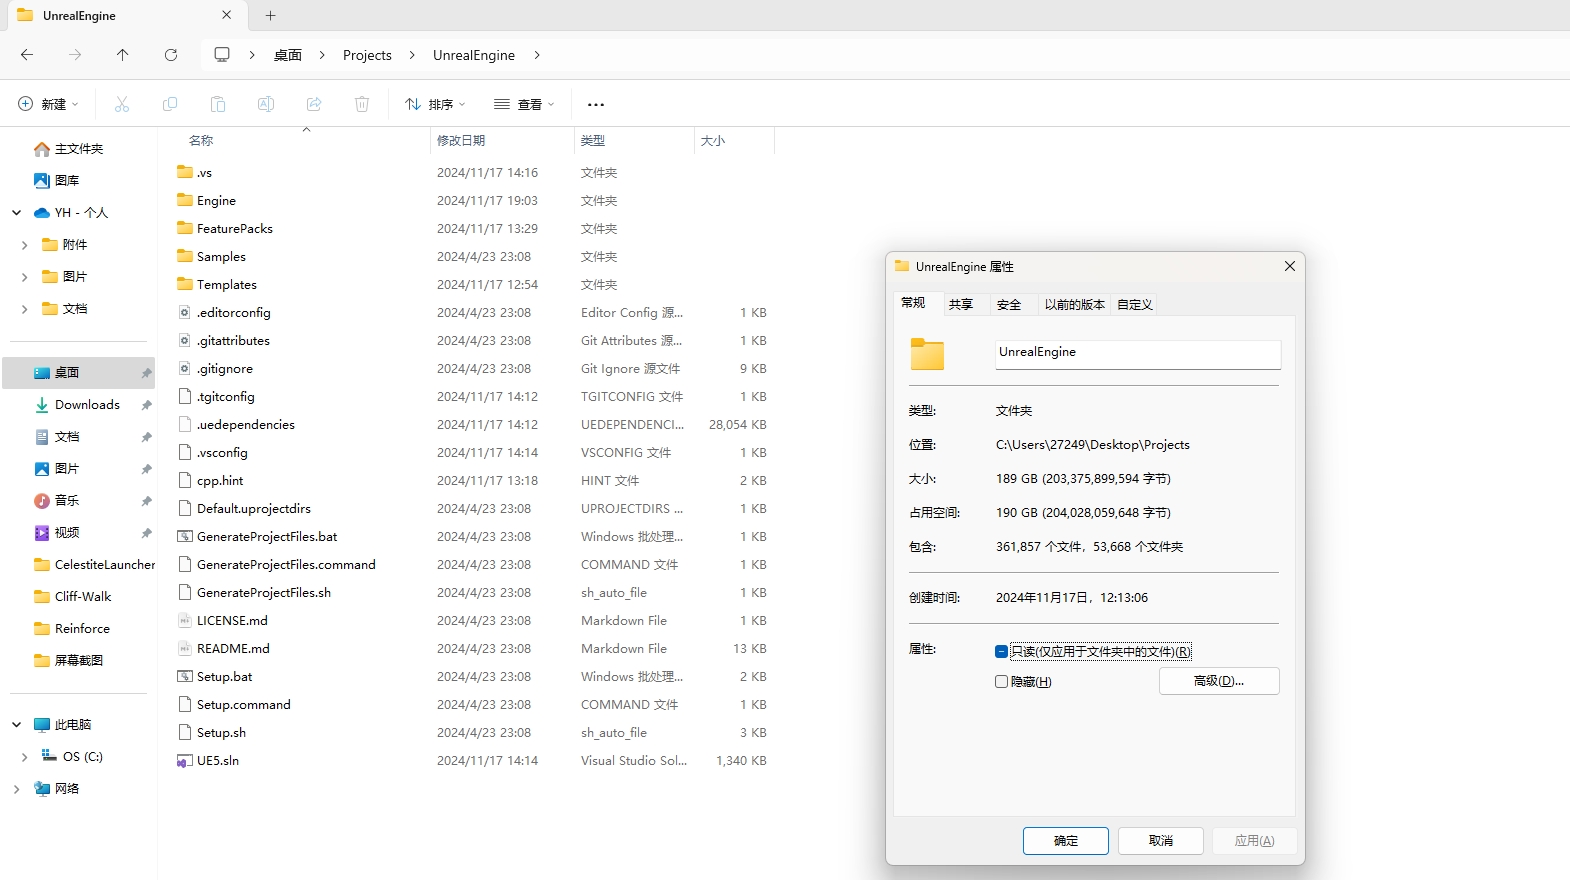 UnrealEngine
桌面 Projects UnrealEngine
新建 排序 查看
名称 修改日期 类型 大小
主文件夹
图库
YH - 个人
附件
图片
文档
桌面
Downloads
文档
图片
音乐
视频
CelestiteLauncher
Cliff-Walk
Reinforce
屏幕截图
此电脑
OS (C:)
网络
.vs 2024/11/17 14:16 文件夹
Engine 2024/11/17 19:03 文件夹
FeaturePacks 2024/11/17 13:29 文件夹
Samples 2024/4/23 23:08 文件夹
Templates 2024/11/17 12:54 文件夹
.editorconfig 2024/4/23 23:08 Editor Config 源... 1 KB
.gitattributes 2024/4/23 23:08 Git Attributes 源... 1 KB
.gitignore 2024/4/23 23:08 Git Ignore 源文件 9 KB
.tgitconfig 2024/11/17 14:12 TGITCONFIG 文件 1 KB
.uedependencies 2024/11/17 14:12 UEDEPENDENCI... 28,054 KB
.vsconfig 2024/11/17 14:14 VSCONFIG 文件 1 KB
cpp.hint 2024/11/17 13:18 HINT 文件 2 KB
Default.uprojectdirs 2024/4/23 23:08 UPROJECTDIRS ... 1 KB
GenerateProjectFiles.bat 2024/4/23 23:08 Windows 批处理... 1 KB
GenerateProjectFiles.command 2024/4/23 23:08 COMMAND 文件 1 KB
GenerateProjectFiles.sh 2024/4/23 23:08 sh_auto_file 1 KB
LICENSE.md 2024/4/23 23:08 Markdown File 1 KB
README.md 2024/4/23 23:08 Markdown File 13 KB
Setup.bat 2024/4/23 23:08 Windows 批处理... 2 KB
Setup.command 2024/4/23 23:08 COMMAND 文件 1 KB
Setup.sh 2024/4/23 23:08 sh_auto_file 3 KB
UE5.sln 2024/11/17 14:14 Visual Studio Sol... 1,340 KB
UnrealEngine 属性
常规 共享 安全 以前的版本 自定义
UnrealEngine
类型: 文件夹
位置: C:\Users\27249\Desktop\Projects
大小: 189 GB (203,375,899,594 字节)
占用空间: 190 GB (204,028,059,648 字节)
包含: 361,857 个文件，53,668 个文件夹
创建时间: 2024年11月17日，12:13:06
属性: 只读(仅应用于文件夹中的文件)(R)
隐藏(H) 高级(D)...
确定 取消 应用(A)